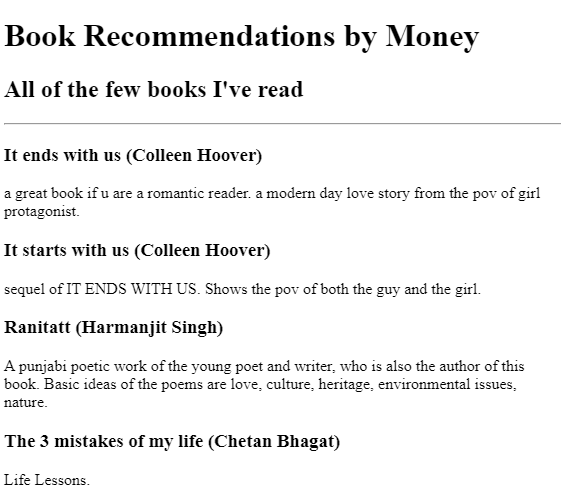 Book Recommendations by Money
All of the few books I've read
It ends with us (Colleen Hoover)
a great book if u are a romantic reader. a modern day love story from the pov of girl
protagonist.
It starts with us (Colleen Hoover)
sequel of IT ENDS WITH US. Shows the pov of both the guy and the girl.
Ranitatt (Harmanjit Singh)
A punjabi poetic work of the young poet and writer, who is also the author of this
book. Basic ideas of the poems are love, culture, heritage, environmental issues,
nature.
The 3 mistakes of my life (Chetan Bhagat)
Life Lessons.